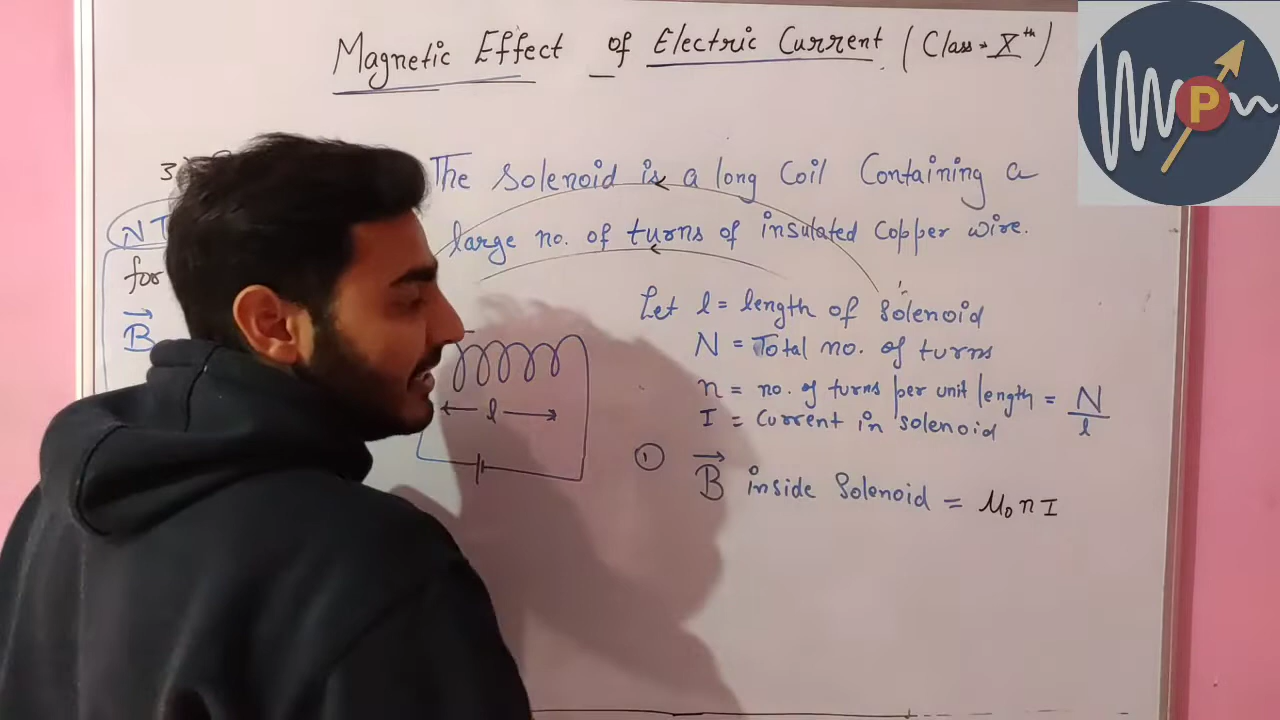 Magnetic Effect of Electric Current (Class - Xth)
P
The solenoid is a long Coil Containing a
large no. of turns of insulated Copper wire.
for
B
Let l = length of solenoid
N = Total no. of turns
n = no. of turns per unit length = N/l
I = Current in solenoid
l
① B inside Solenoid = μ₀ n I